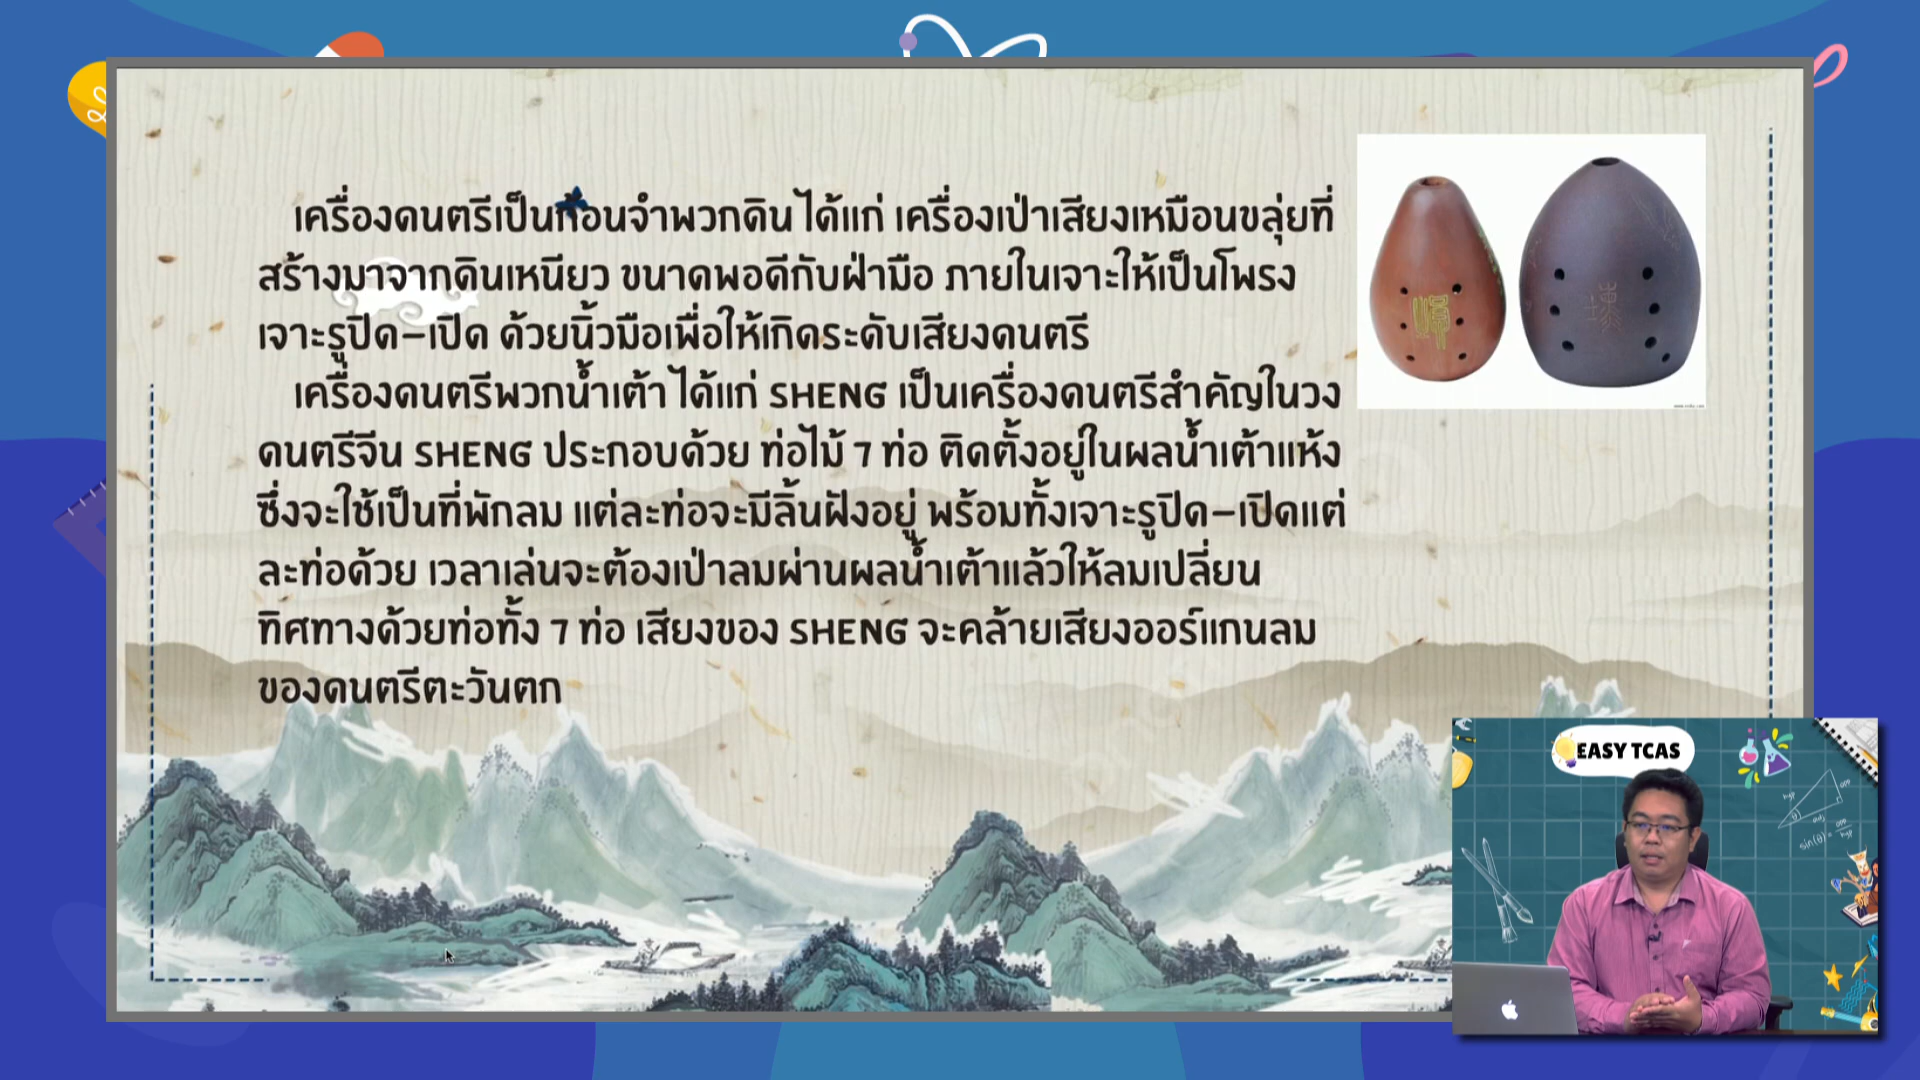 เครื่องดนตรีเป็นก้อนจำพวกดิน ได้แก่ เครื่องเป่าเสียงเหมือนขลุ่ยที่
สร้างมาจากดินเหนียว ขนาดพอดีกับฝ่ามือ ภายในเจาะให้เป็นโพรง
เจาะรูปิด-เปิด ด้วยนิ้วมือเพื่อให้เกิดระดับเสียงดนตรี
เครื่องดนตรีพวกน้ำเต้า ได้แก่ SHENG เป็นเครื่องดนตรีสำคัญในวง
ดนตรีจีน SHENG ประกอบด้วย ท่อไม้ 7 ท่อ ติดตั้งอยู่ในผลน้ำเต้าแห้ง
ซึ่งจะใช้เป็นที่พักลม แต่ละท่อจะมีลิ้นฝังอยู่ พร้อมทั้งเจาะรูปิด-เปิดแต่
ละท่อด้วย เวลาเล่นจะต้องเป่าลมผ่านผลน้ำเต้าแล้วให้ลมเปลี่ยน
ทิศทางด้วยท่อทั้ง 7 ท่อ เสียงของ SHENG จะคล้ายเสียงออร์แกนลม
ของดนตรีตะวันตก
EASY TCAS